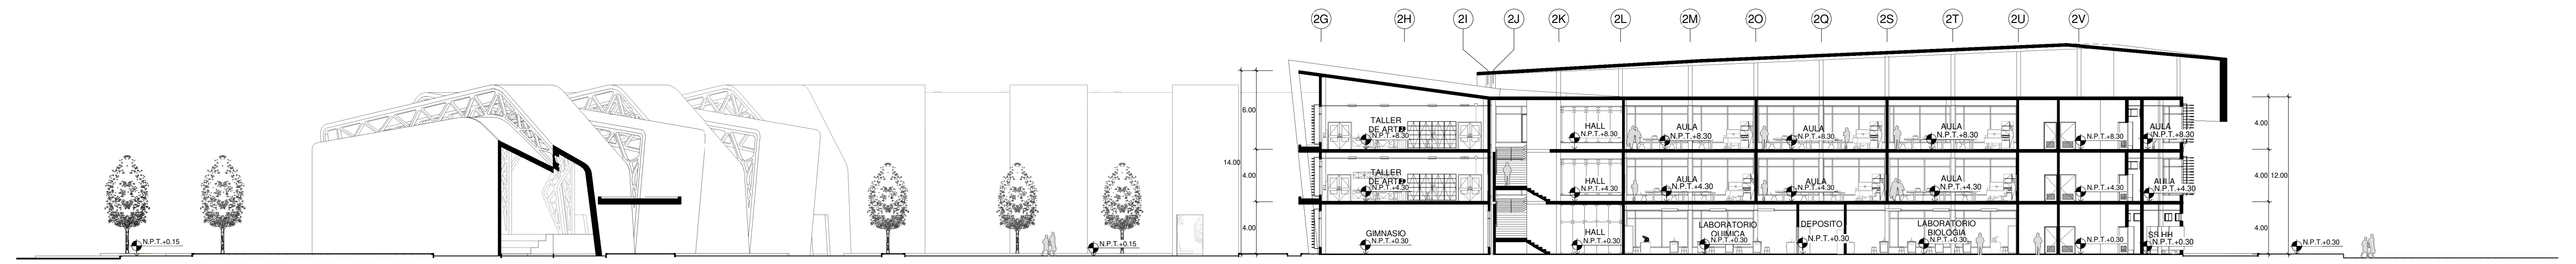 2G 2H 2I 2J 2K 2L 2M 2O 2Q 2S 2T 2U 2V
6.00
4.00
14.00
4.00
4.00
4.00 12.00
4.00
TALLER
DE ARTE
N.P.T.+8.30
HALL
N.P.T.+8.30
AULA
N.P.T.+8.30
AULA
N.P.T.+8.30
AULA
N.P.T.+8.30
N.P.T.+8.30
AULA
N.P.T.+8.30
TALLER
DE ARTE
N.P.T.+4.30
HALL
N.P.T.+4.30
AULA
N.P.T.+4.30
AULA
N.P.T.+4.30
AULA
N.P.T.+4.30
N.P.T.+4.30
AULA
N.P.T.+4.30
GIMNASIO
N.P.T.+0.30
HALL
N.P.T.+0.30
LABORATORIO
QUIMICA
N.P.T.+0.30
DEPOSITO
N.P.T.+0.30
LABORATORIO
BIOLOGIA
N.P.T.+0.30
N.P.T.+0.30
SS.HH
N.P.T.+0.30
4.00
N.P.T.+0.15
N.P.T.+0.15
N.P.T.+0.30